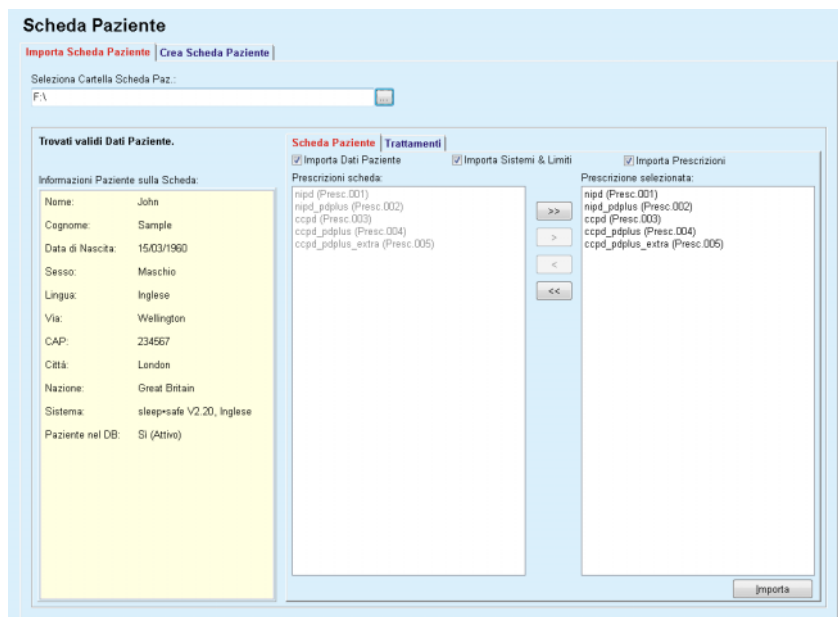 Scheda Paziente
Importa Scheda Paziente Crea Scheda Paziente
Seleziona Cartella Scheda Paz.:
F:\
...
Trovati validi Dati Paziente.
Informazioni Paziente sulla Scheda:
Nome: John
Cognome: Sample
Data di Nascita: 15/03/1960
Sesso: Maschio
Lingua: Inglese
Via: Wellington
CAP: 234567
Città: London
Nazione: Great Britain
Sistema: sleep•safe V2.20, Inglese
Paziente nel DB: Sì (Attivo)
Scheda Paziente Trattamenti
Importa Dati Paziente Importa Sistemi & Limiti Importa Prescrizioni
Prescrizioni scheda:
nipd (Presc.001)
nipd_pdplus (Presc.002)
ccpd (Presc.003)
ccpd_pdplus (Presc.004)
ccpd_pdplus_extra (Presc.005)
>>
>
<
<<
Prescrizione selezionata:
nipd (Presc.001)
nipd_pdplus (Presc.002)
ccpd (Presc.003)
ccpd_pdplus (Presc.004)
ccpd_pdplus_extra (Presc.005)
Importa